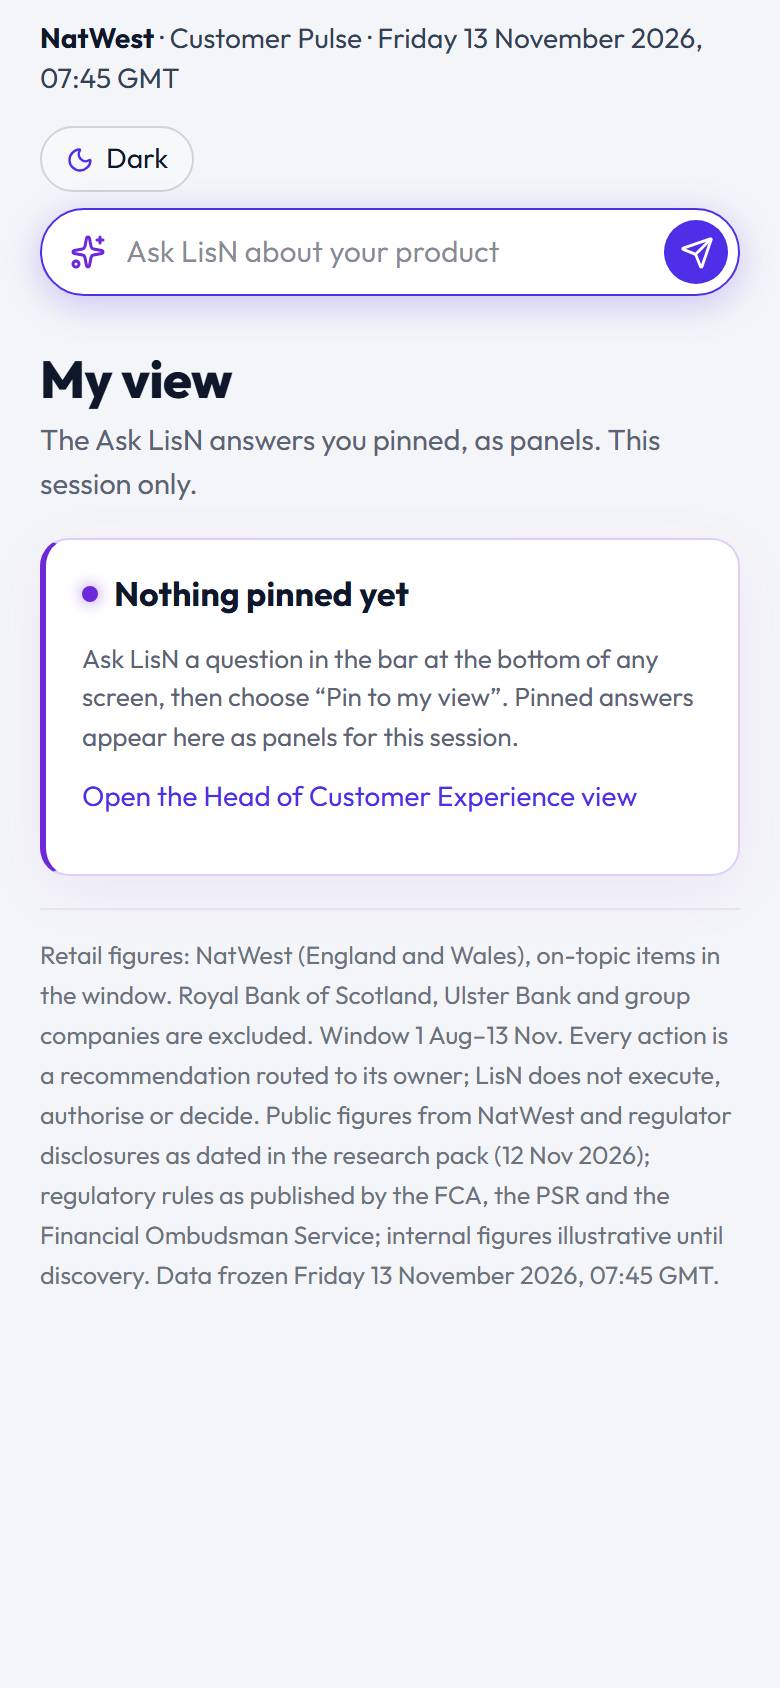 NatWest · Customer Pulse · Friday 13 November 2026,
07:45 GMT
Dark
Ask LisN about your product
My view
The Ask LisN answers you pinned, as panels. This
session only.
Nothing pinned yet
Ask LisN a question in the bar at the bottom of any
screen, then choose “Pin to my view”. Pinned answers
appear here as panels for this session.
Open the Head of Customer Experience view
Retail figures: NatWest (England and Wales), on-topic items in
the window. Royal Bank of Scotland, Ulster Bank and group
companies are excluded. Window 1 Aug–13 Nov. Every action is
a recommendation routed to its owner; LisN does not execute,
authorise or decide. Public figures from NatWest and regulator
disclosures as dated in the research pack (12 Nov 2026);
regulatory rules as published by the FCA, the PSR and the
Financial Ombudsman Service; internal figures illustrative until
discovery. Data frozen Friday 13 November 2026, 07:45 GMT.